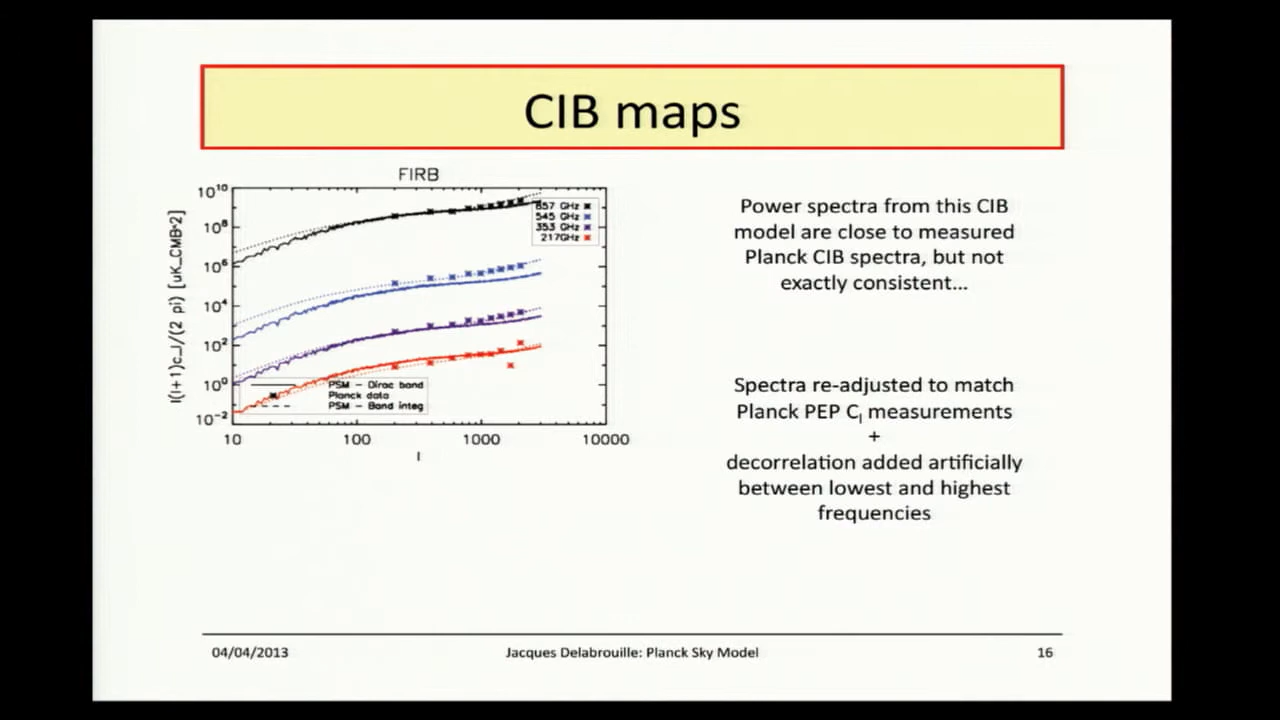 CIB maps
FIRB
10^10
10^8
10^6
10^4
10^2
10^0
10^-2
10
100
1000
10000
l
l(l+1)c_l/(2 pi) [uK_CMB^2]
857 GHz
545 GHz
353 GHz
217GHz
PSM - Dirac band
Planck data
PSM - Band integ
Power spectra from this CIB
model are close to measured
Planck CIB spectra, but not
exactly consistent...
Spectra re-adjusted to match
Planck PEP C_l measurements
+
decorrelation added artificially
between lowest and highest
frequencies
04/04/2013
Jacques Delabrouille: Planck Sky Model
16